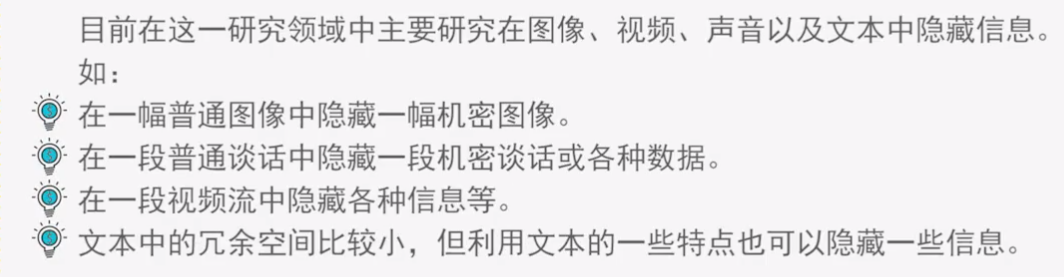 目前在这一研究领域中主要研究在图像、视频、声音以及文本中隐藏信息。
如：
在一幅普通图像中隐藏一幅机密图像。
在一段普通谈话中隐藏一段机密谈话或各种数据。
在一段视频流中隐藏各种信息等。
文本中的冗余空间比较小，但利用文本的一些特点也可以隐藏一些信息。